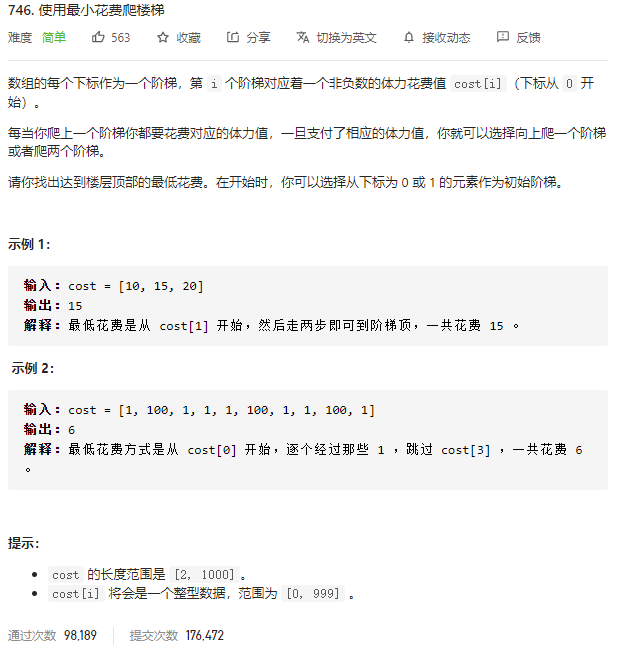 746. 使用最小花费爬楼梯
难度 简单 563 收藏 分享 切换为英文 接收动态 反馈
数组的每个下标作为一个阶梯，第 i 个阶梯对应着一个非负数的体力花费值 cost[i]（下标从 0 开
始）。
每当你爬上一个阶梯你都要花费对应的体力值，一旦支付了相应的体力值，你就可以选择向上爬一个阶梯
或者爬两个阶梯。
请你找出达到楼层顶部的最低花费。在开始时，你可以选择从下标为 0 或 1 的元素作为初始阶梯。
示例 1：
输入：cost = [10, 15, 20]
输出：15
解释：最低花费是从 cost[1] 开始，然后走两步即可到阶梯顶，一共花费 15 。
示例 2：
输入：cost = [1, 100, 1, 1, 1, 100, 1, 1, 100, 1]
输出：6
解释：最低花费方式是从 cost[0] 开始，逐个经过那些 1 ，跳过 cost[3] ，一共花费 6
。
提示：
• cost 的长度范围是 [2, 1000]。
• cost[i] 将会是一个整型数据，范围为 [0, 999] 。
通过次数 98,189 提交次数 176,472